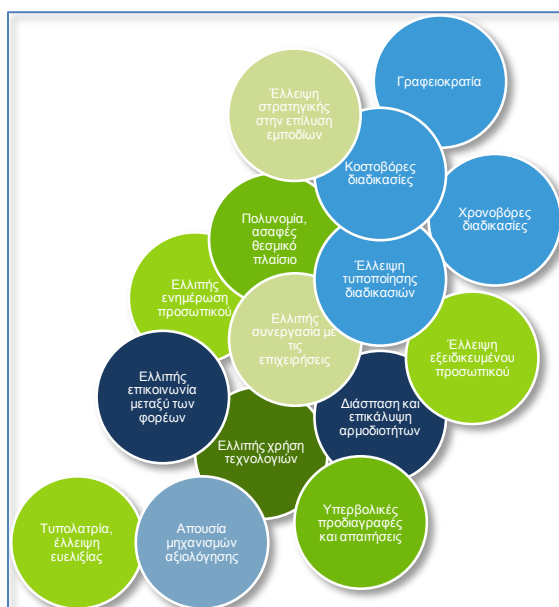 Γραφειοκρατία
Έλλειψη
στρατηγικής
στην επίλυση
εμποδίων
Κοστοβόρες
διαδικασίες
Χρονοβόρες
διαδικασίες
Πολυνομία,
ασαφές
θεσμικό
πλαίσιο
Έλλειψη
τυποποίησης
διαδικασιών
Ελλιπής
ενημέρωση
προσωπικού
Ελλιπής
συνεργασία με
τις
επιχειρήσεις
Έλλειψη
εξειδικευμένου
προσωπικού
Ελλιπής
επικοινωνία
μεταξύ των
φορέων
Διάσπαση και
επικάλυψη
αρμοδιοτήτων
Ελλιπής χρήση
τεχνολογιών
Υπερβολικές
προδιαγραφές
και απαιτήσεις
Τυπολατρία,
έλλειψη
ευελιξίας
Απουσία
μηχανισμών
αξιολόγησης